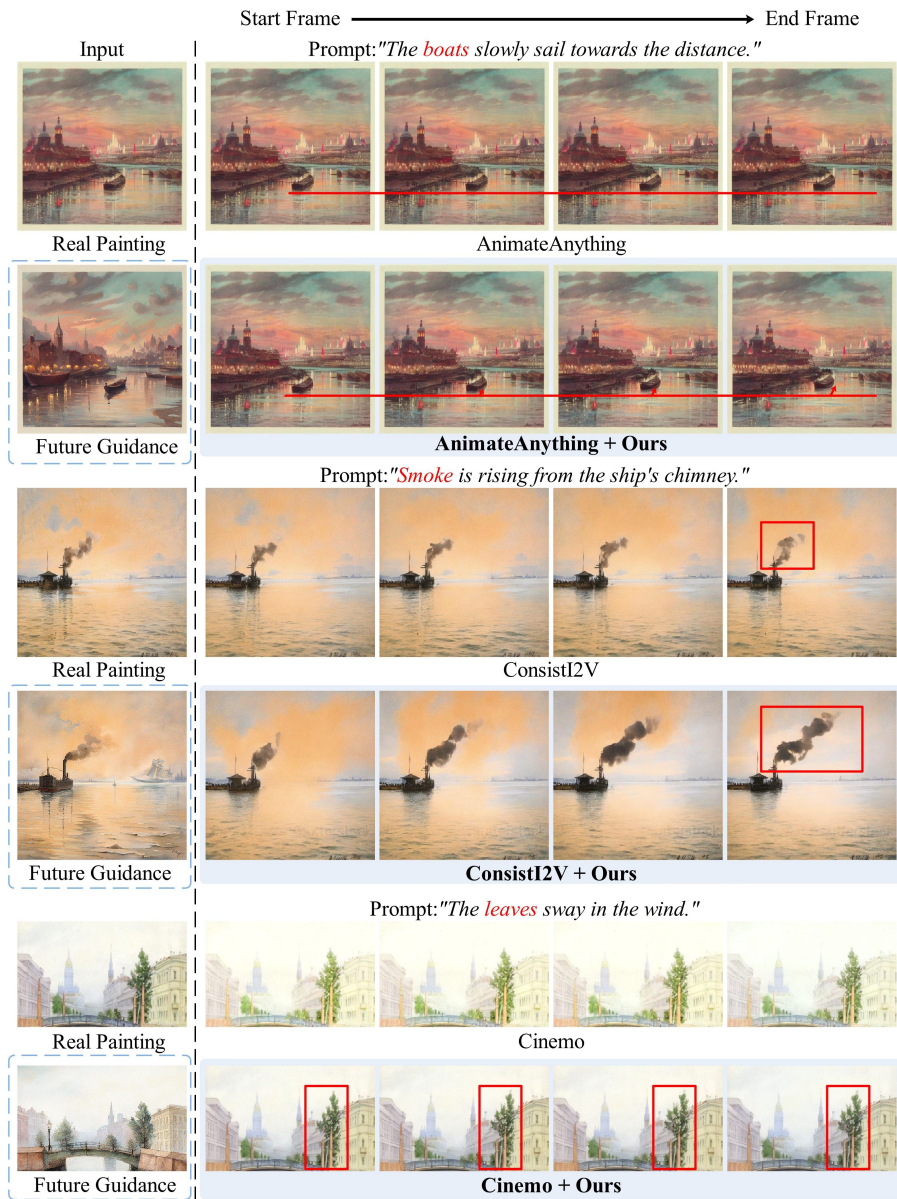 Start Frame
End Frame
Input
Prompt:"The boats slowly sail towards the distance."
Real Painting
AnimateAnything
Future Guidance
AnimateAnything + Ours
Prompt:"Smoke is rising from the ship's chimney."
Real Painting
ConsistI2V
Future Guidance
ConsistI2V + Ours
Prompt:"The leaves sway in the wind."
Real Painting
Cinemo
Future Guidance
Cinemo + Ours